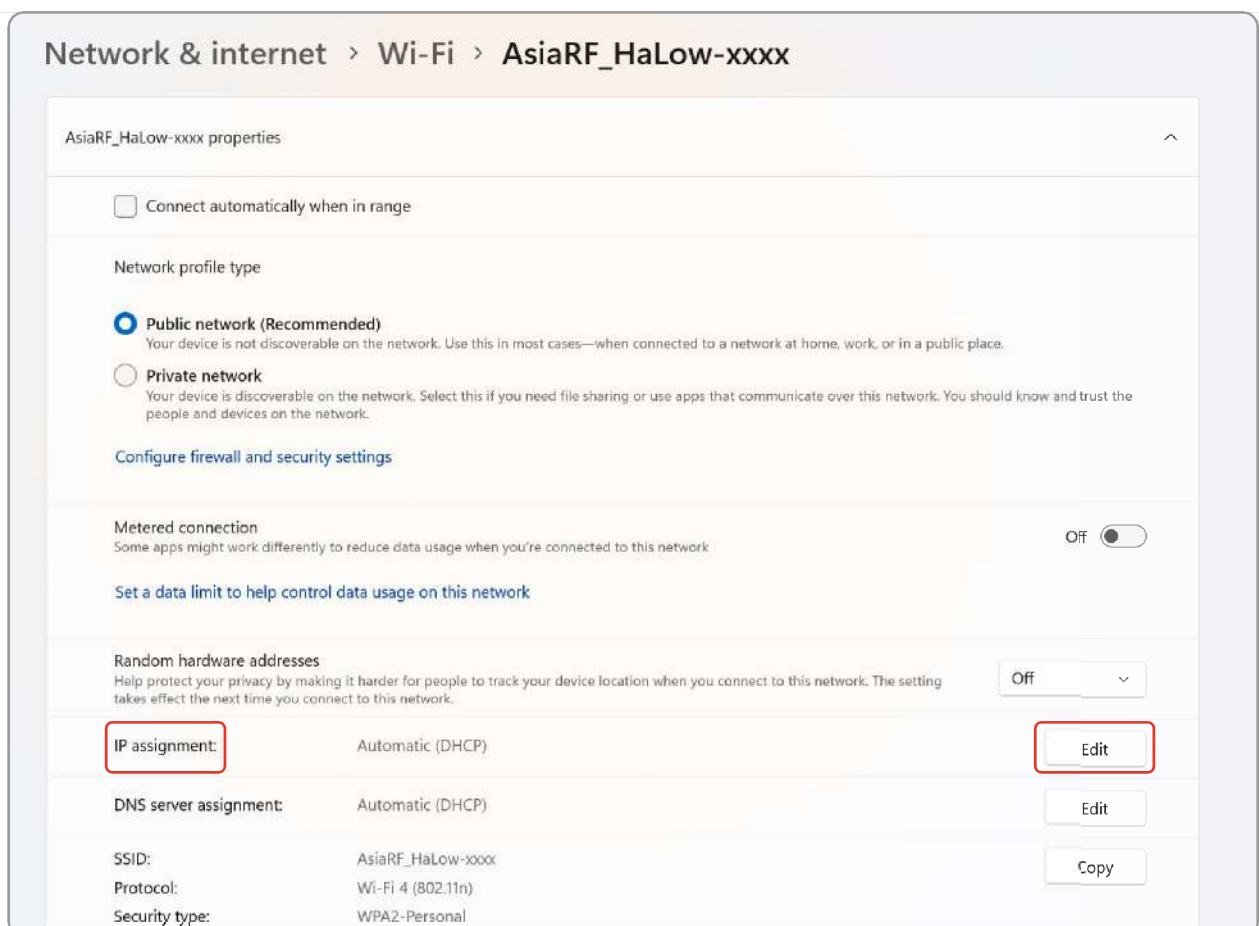 Network & internet > Wi-Fi > AsiaRF_HaLow-xxxx
AsiaRF_HaLow-xxxx properties
Connect automatically when in range
Network profile type
Public network (Recommended)
Your device is not discoverable on the network. Use this in most cases—when connected to a network at home, work, or in a public place.
Private network
Your device is discoverable on the network. Select this if you need file sharing or use apps that communicate over this network. You should know and trust the
people and devices on the network.
Configure firewall and security settings
Metered connection
Some apps might work differently to reduce data usage when you're connected to this network
Off
Set a data limit to help control data usage on this network
Random hardware addresses
Help protect your privacy by making it harder for people to track your device location when you connect to this network. The setting
takes effect the next time you connect to this network.
Off
IP assignment: Automatic (DHCP) Edit
DNS server assignment: Automatic (DHCP) Edit
SSID: AsiaRF_HaLow-xxxx Copy
Protocol: Wi-Fi 4 (802.11n)
Security type: WPA2-Personal